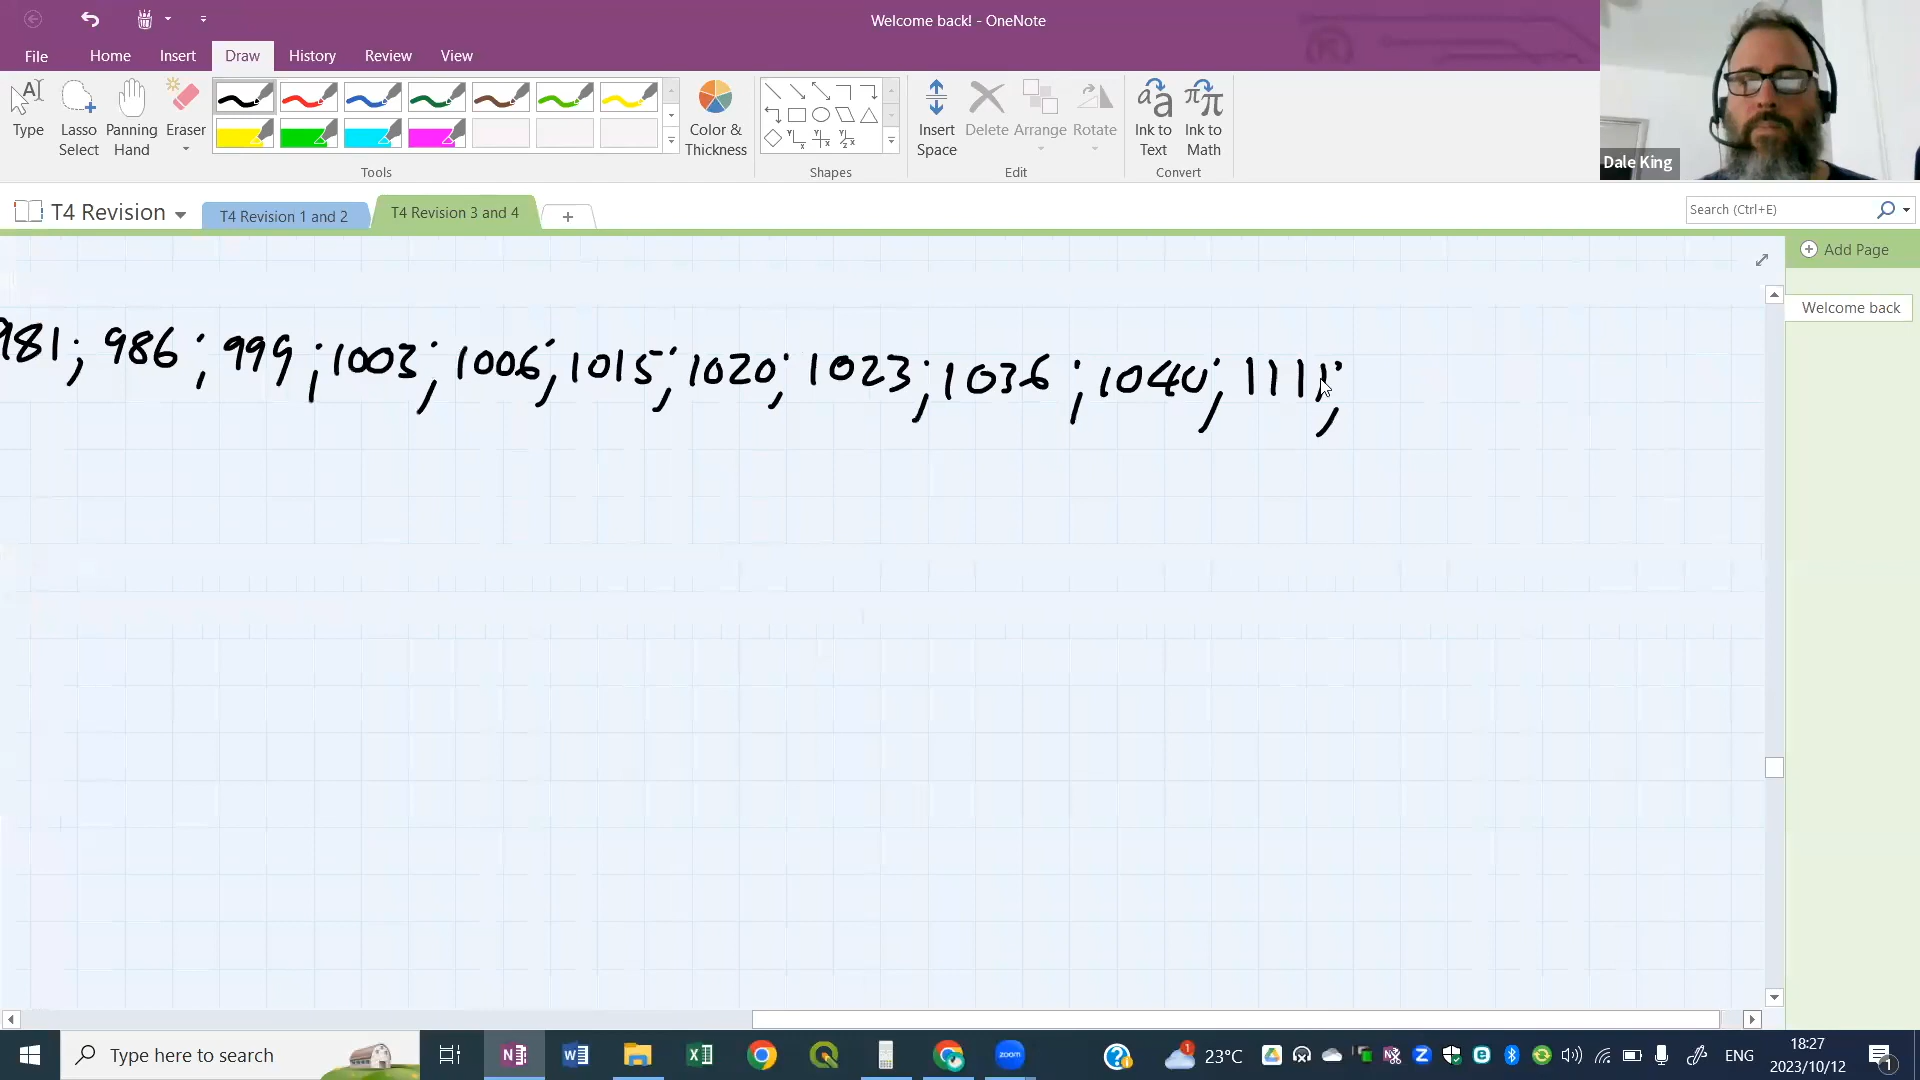 Welcome back! - OneNote
File Home Insert Draw History Review View
Type
Lasso Select
Panning Hand
Eraser
Color & Thickness
Insert Space
Delete
Arrange
Rotate
Ink to Text
Ink to Math
Tools
Shapes
Edit
Convert
Dale King
T4 Revision
T4 Revision 1 and 2
T4 Revision 3 and 4
Search (Ctrl+E)
Add Page
Welcome back
981; 986; 999; 1003; 1006; 1015; 1020; 1023; 1036; 1040; 1111;
Type here to search
zoom
23°C
ENG
18:27
2023/10/12
1